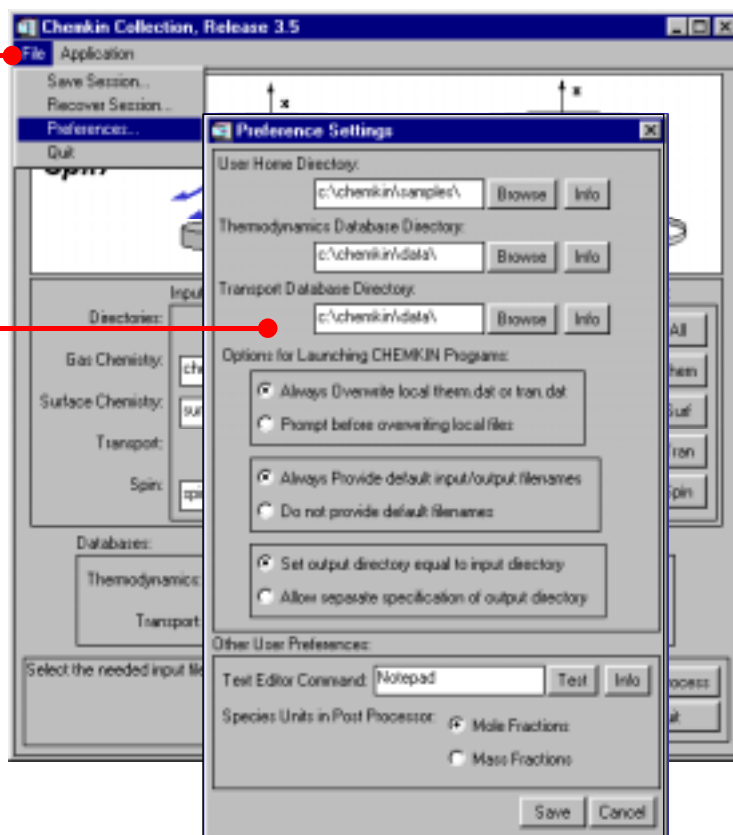 Chemkin Collection, Release 3.5
File Application
Save Session...
Recover Session...
Preferences...
Quit
x
x
Spin
Directories:
Gas Chemistry:
Surface Chemistry:
Transport:
Spin:
Databases:
Thermodynamics:
Transport
Select the needed input
All
Preference Settings
User Home Directory:
c:\chemkin\samples\ Browse Info
Thermodynamics Database Directory:
c:\chemkin\data\ Browse Info
Transport Database Directory:
c:\chemkin\data\ Browse Info
Options for Launching CHEMKIN Programs:
Always Overwrite local therm.dat or tran.dat
Prompt before overwriting local files
Always Provide default input/output filenames
Do not provide default filenames
Set output directory equal to input directory
Allow separate specification of output directory
Other User Preferences:
Text Editor Command: Notepad Test Info
Species Units in Post Processor: Mole Fractions
Mass Fractions
Save Cancel